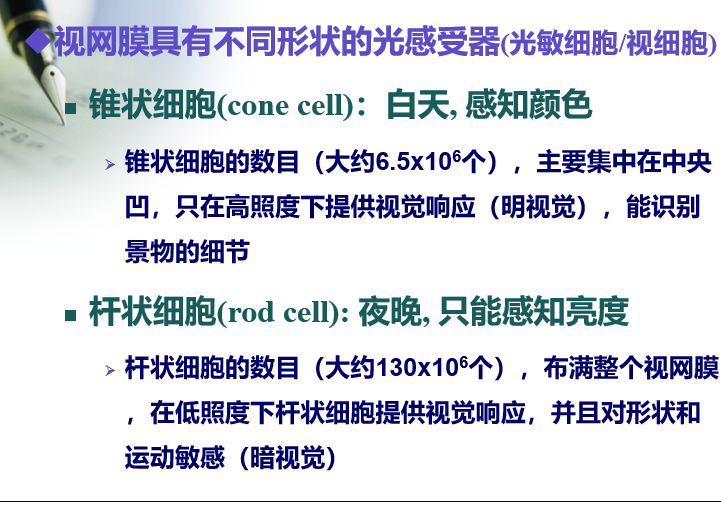 视网膜具有不同形状的光感受器(光敏细胞/视细胞)
锥状细胞(cone cell)：白天, 感知颜色
锥状细胞的数目（大约6.5x10⁶个），主要集中在中央
凹，只在高照度下提供视觉响应（明视觉），能识别
景物的细节
杆状细胞(rod cell): 夜晚, 只能感知亮度
杆状细胞的数目（大约130x10⁶个），布满整个视网膜
，在低照度下杆状细胞提供视觉响应，并且对形状和
运动敏感（暗视觉）